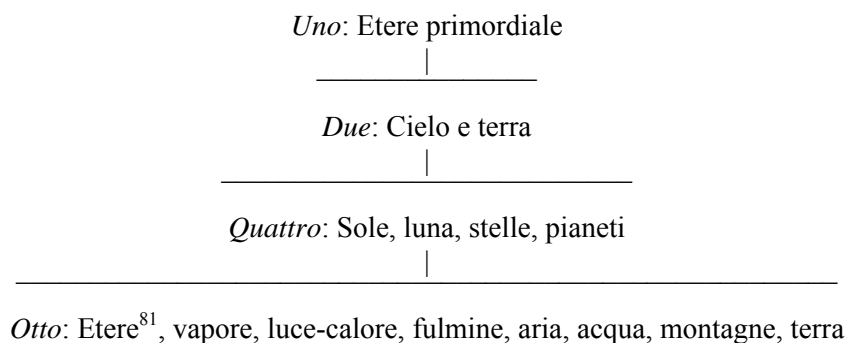 Uno: Etere primordiale
Due: Cielo e terra
Quattro: Sole, luna, stelle, pianeti
Otto: Etere81, vapore, luce-calore, fulmine, aria, acqua, montagne, terra